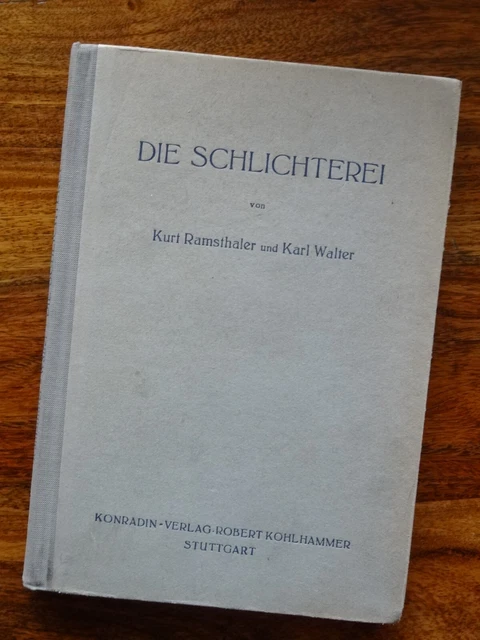 DIE SCHLICHTEREI
von
Kurt Ramsthaler und Karl Walter
KONRADIN-VERLAG·ROBERT KOHLHAMMER
STUTTGART